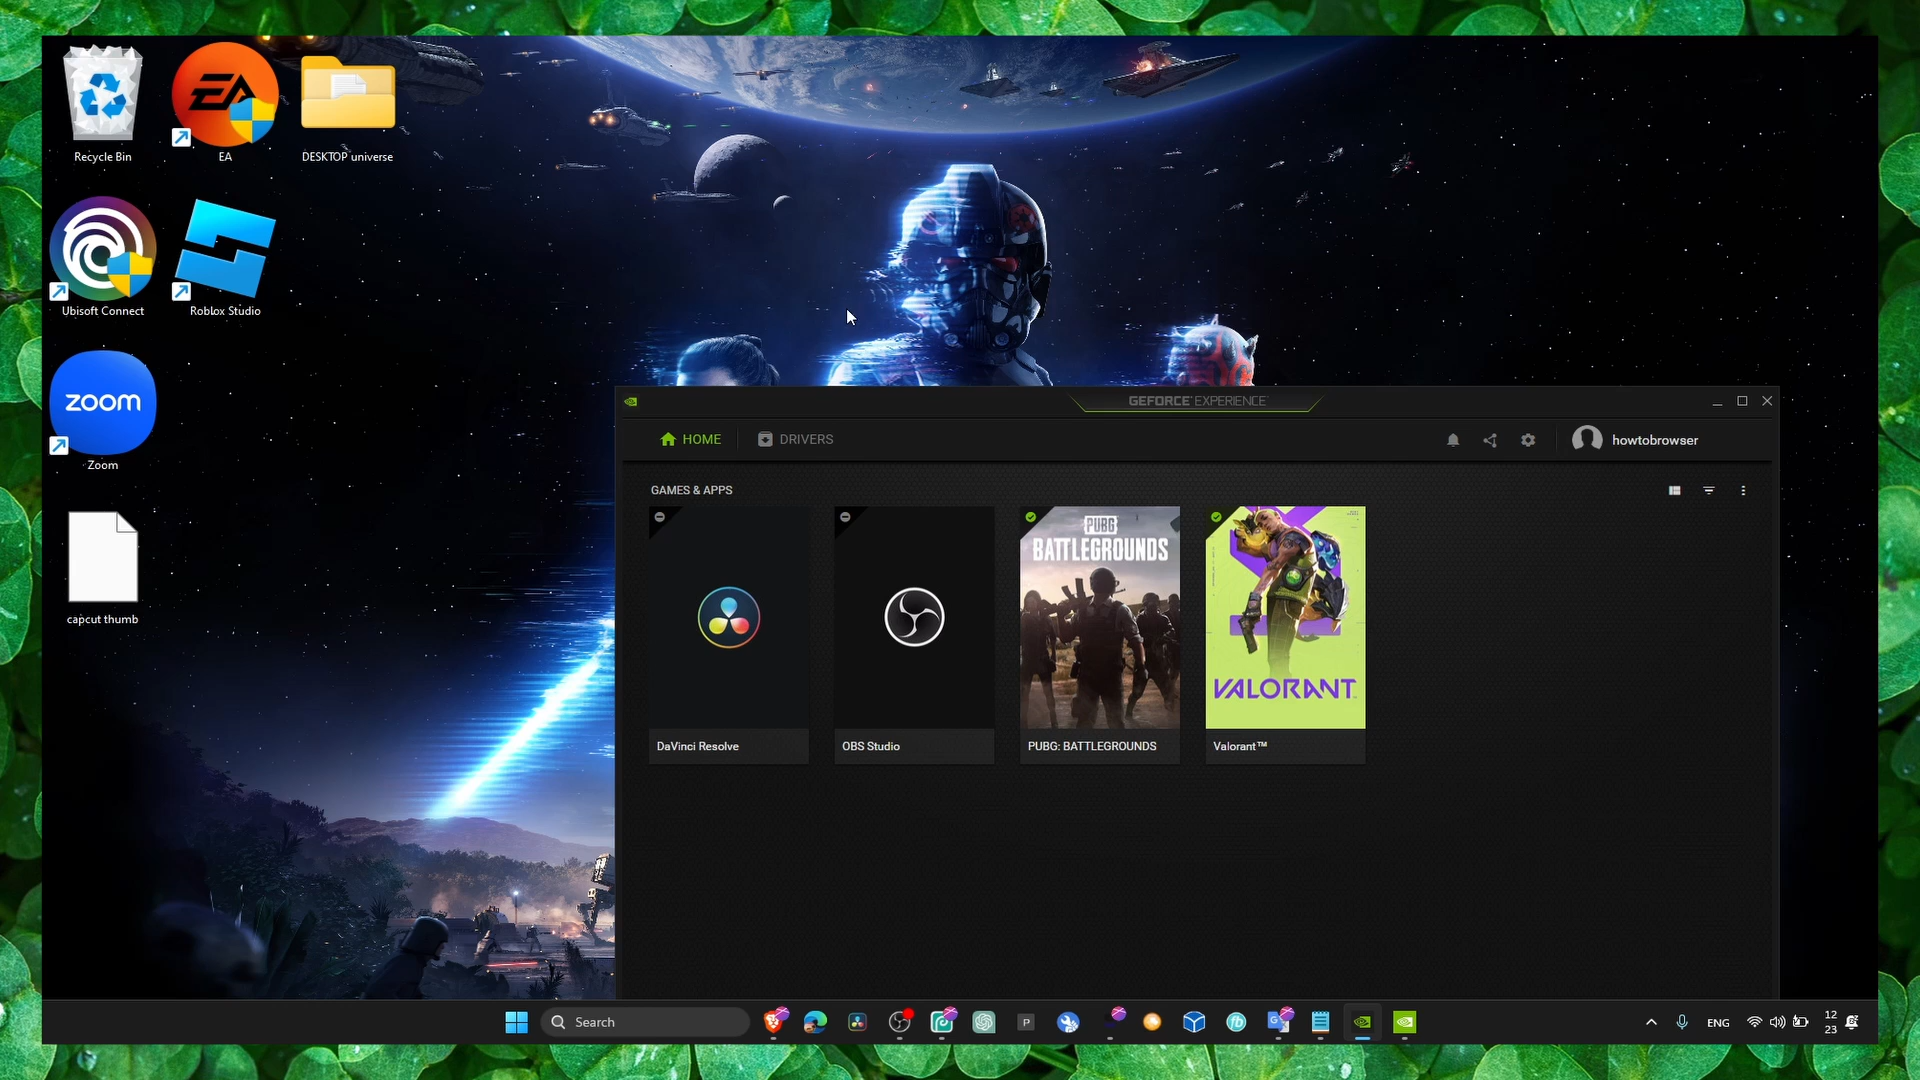 Recycle Bin
EA
EA
DESKTOP universe
Ubisoft Connect
Roblox Studio
zoom
Zoom
capcut thumb
GEFORCE EXPERIENCE
HOME
DRIVERS
howtobrowser
GAMES & APPS
PUBG
BATTLEGROUNDS
VALORANT
DaVinci Resolve
OBS Studio
PUBG: BATTLEGROUNDS
Valorant™
Search
P
ENG
12
23